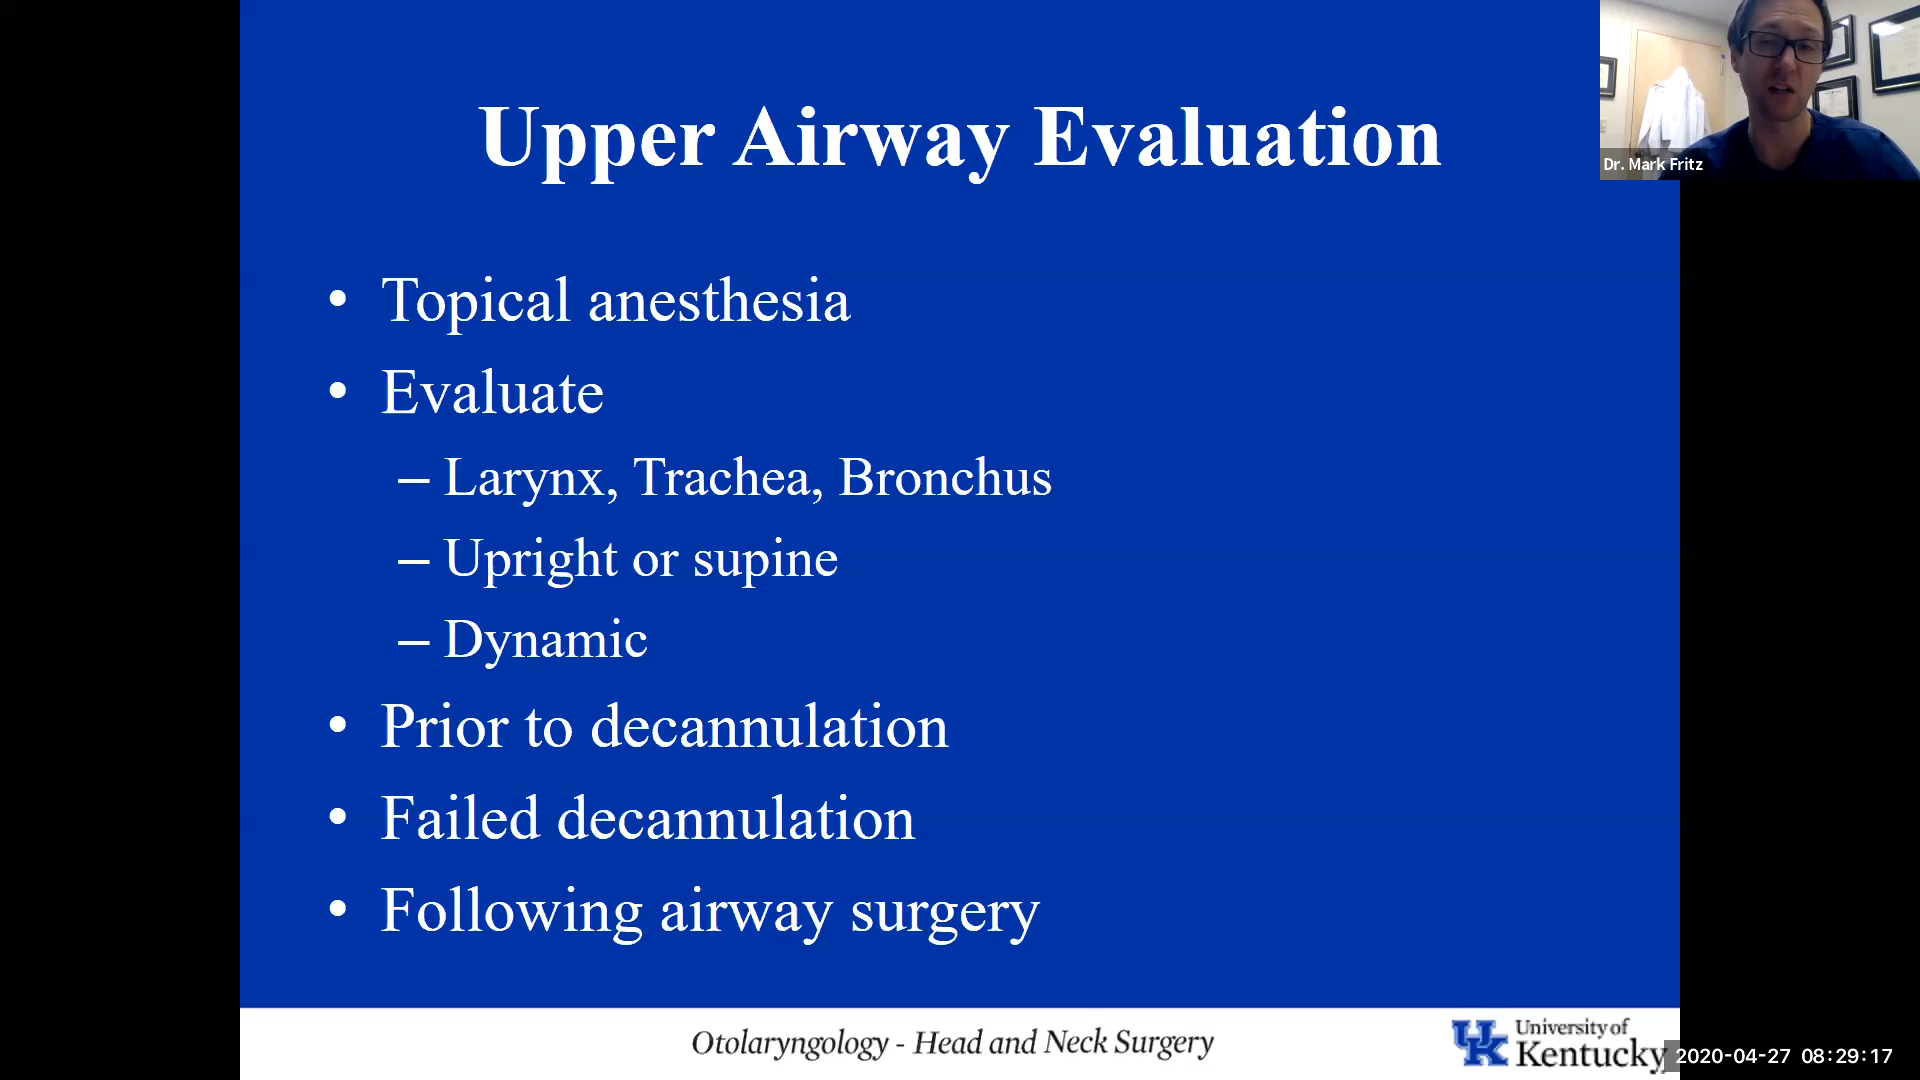 Upper Airway Evaluation
Dr. Mark Fritz
• Topical anesthesia
• Evaluate
– Larynx, Trachea, Bronchus
– Upright or supine
– Dynamic
• Prior to decannulation
• Failed decannulation
• Following airway surgery
Otolaryngology - Head and Neck Surgery
UK
University of
Kentucky
2020-04-27 08:29:17